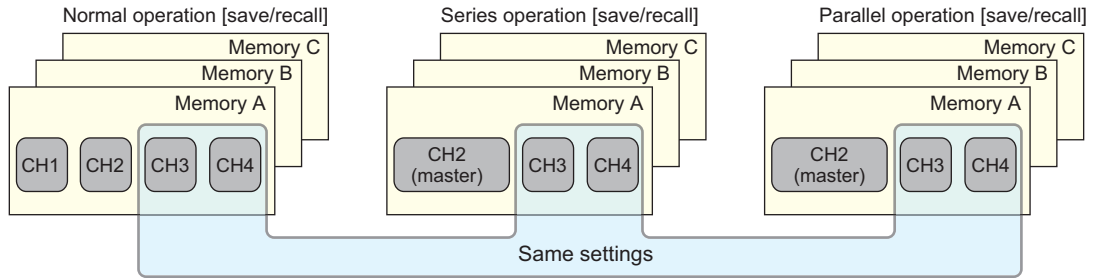 Normal operation [save/recall]
Memory C
Memory B
Memory A
CH1
CH2
CH3
CH4
Series operation [save/recall]
Memory C
Memory B
Memory A
CH2
(master)
CH3
CH4
Parallel operation [save/recall]
Memory C
Memory B
Memory A
CH2
(master)
CH3
CH4
Same settings